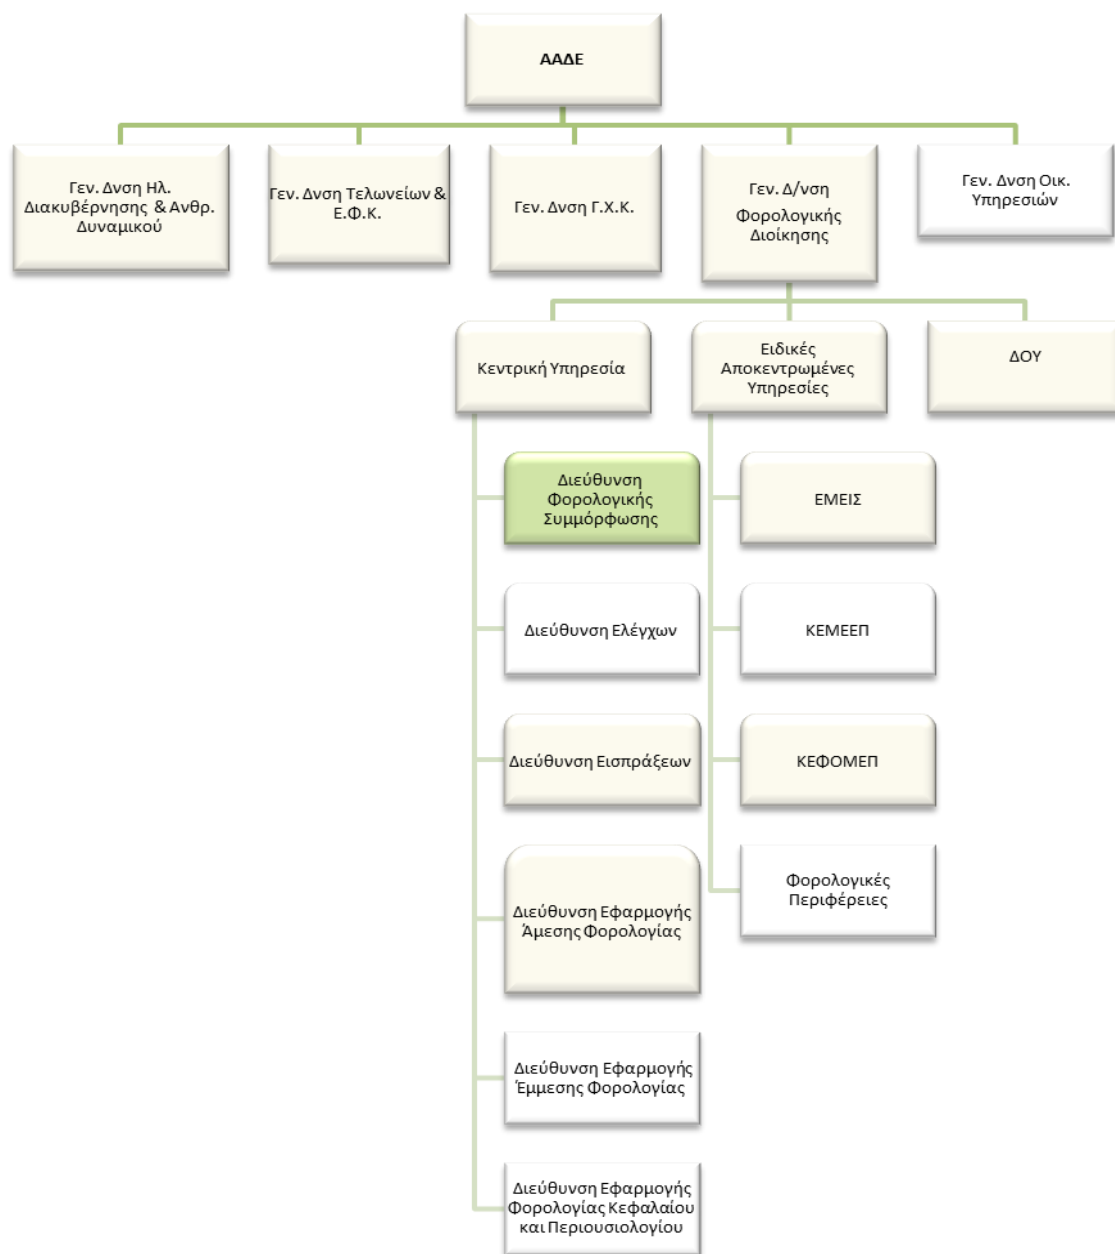 ΑΑΔΕ
Γεν. Δνση Ηλ.
Διακυβέρνησης & Ανθρ.
Δυναμικού
Γεν. Δνση Τελωνείων &
Ε.Φ.Κ.
Γεν. Δνση Γ.Χ.Κ.
Γεν. Δ/νση
Φορολογικής
Διοίκησης
Γεν. Δνση Οικ.
Υπηρεσιών
Κεντρική Υπηρεσία
Ειδικές
Αποκεντρωμένες
Υπηρεσίες
ΔΟΥ
Διεύθυνση
Φορολογικής
Συμμόρφωσης
Διεύθυνση Ελέγχων
Διεύθυνση Εισπράξεων
Διεύθυνση Εφαρμογής
Άμεσης Φορολογίας
Διεύθυνση Εφαρμογής
Έμμεσης Φορολογίας
Διεύθυνση Εφαρμογής
Φορολογίας Κεφαλαίου
και Περιουσιολογίου
ΕΜΕΙΣ
ΚΕΜΕΕΠ
ΚΕΦΟΜΕΠ
Φορολογικές
Περιφέρειες